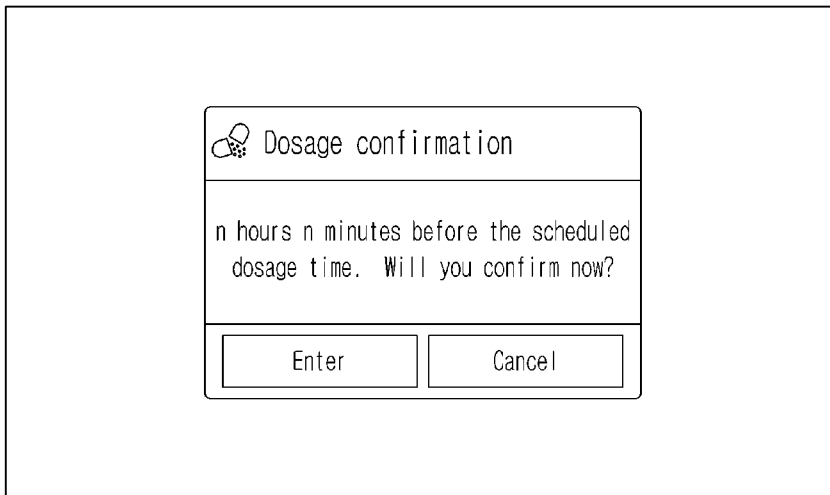 Dosage confirmation
n hours n minutes before the scheduled
dosage time. Will you confirm now?
Enter
Cancel